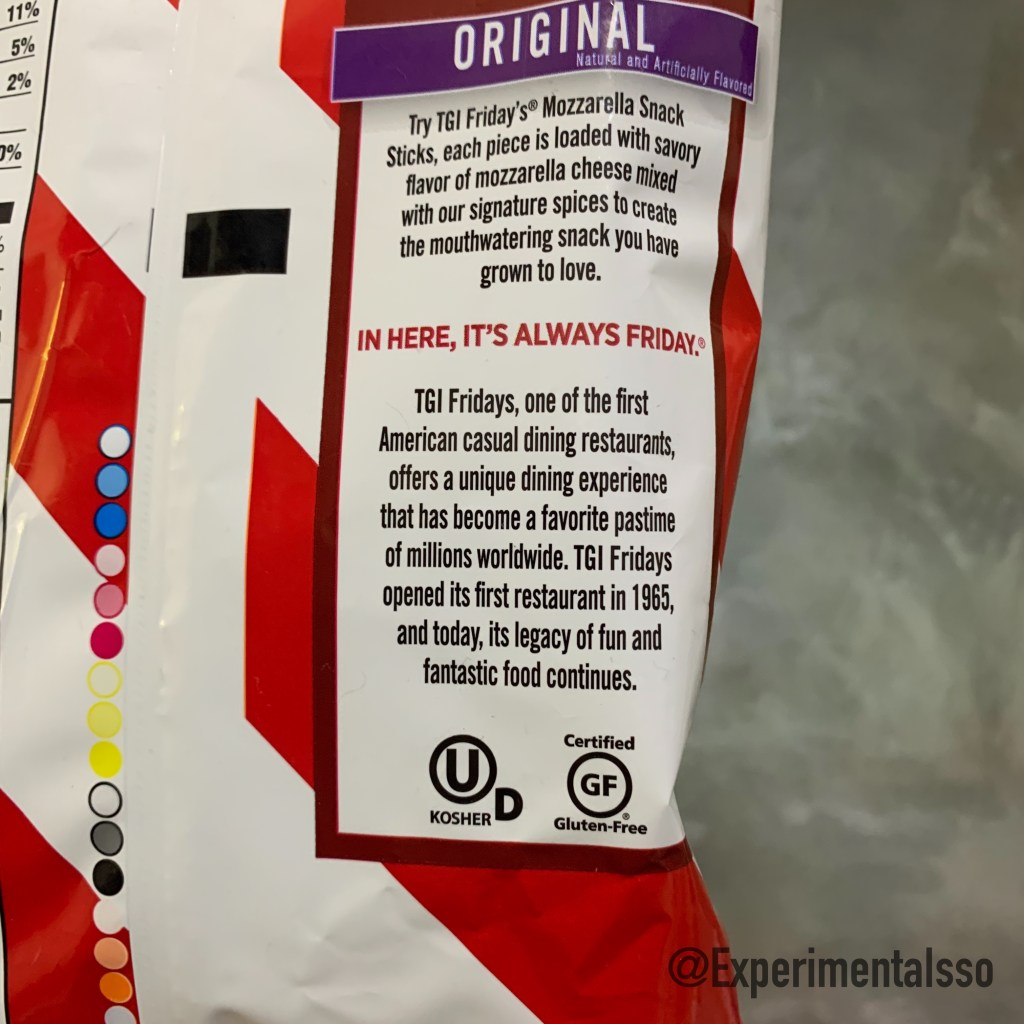 11%
5%
2%
0%
ORIGINAL
Natural and Artificially Flavored
Try TGI Friday's® Mozzarella Snack
Sticks, each piece is loaded with savory
flavor of mozzarella cheese mixed
with our signature spices to create
the mouthwatering snack you have
grown to love.
IN HERE, IT'S ALWAYS FRIDAY.®
TGI Fridays, one of the first
American casual dining restaurants,
offers a unique dining experience
that has become a favorite pastime
of millions worldwide. TGI Fridays
opened its first restaurant in 1965,
and today, its legacy of fun and
fantastic food continues.
U
D
KOSHER
Certified
GF
®
Gluten-Free
@Experimentalsso